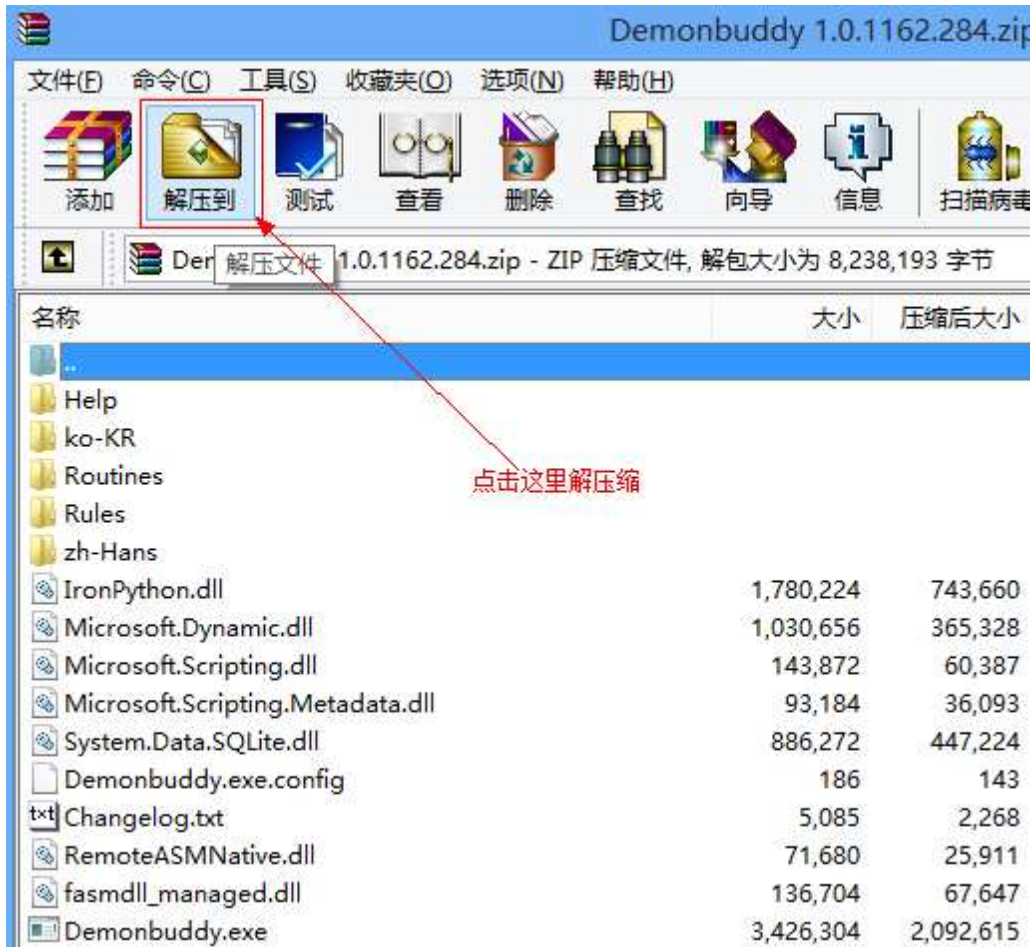 Demonbuddy 1.0.1162.284.zip
文件(F) 命令(C) 工具(S) 收藏夹(O) 选项(N) 帮助(H)
添加 解压到 测试 查看 删除 查找 向导 信息 扫描病毒
Der 解压文件 1.0.1162.284.zip - ZIP 压缩文件, 解包大小为 8,238,193 字节
名称 大小 压缩后大小
..
Help
ko-KR
Routines
点击这里解压缩
Rules
zh-Hans
IronPython.dll 1,780,224 743,660
Microsoft.Dynamic.dll 1,030,656 365,328
Microsoft.Scripting.dll 143,872 60,387
Microsoft.Scripting.Metadata.dll 93,184 36,093
System.Data.SQLite.dll 886,272 447,224
Demonbuddy.exe.config 186 143
txt Changelog.txt 5,085 2,268
RemoteASMNative.dll 71,680 25,911
fasmdll_managed.dll 136,704 67,647
Demonbuddy.exe 3,426,304 2,092,615